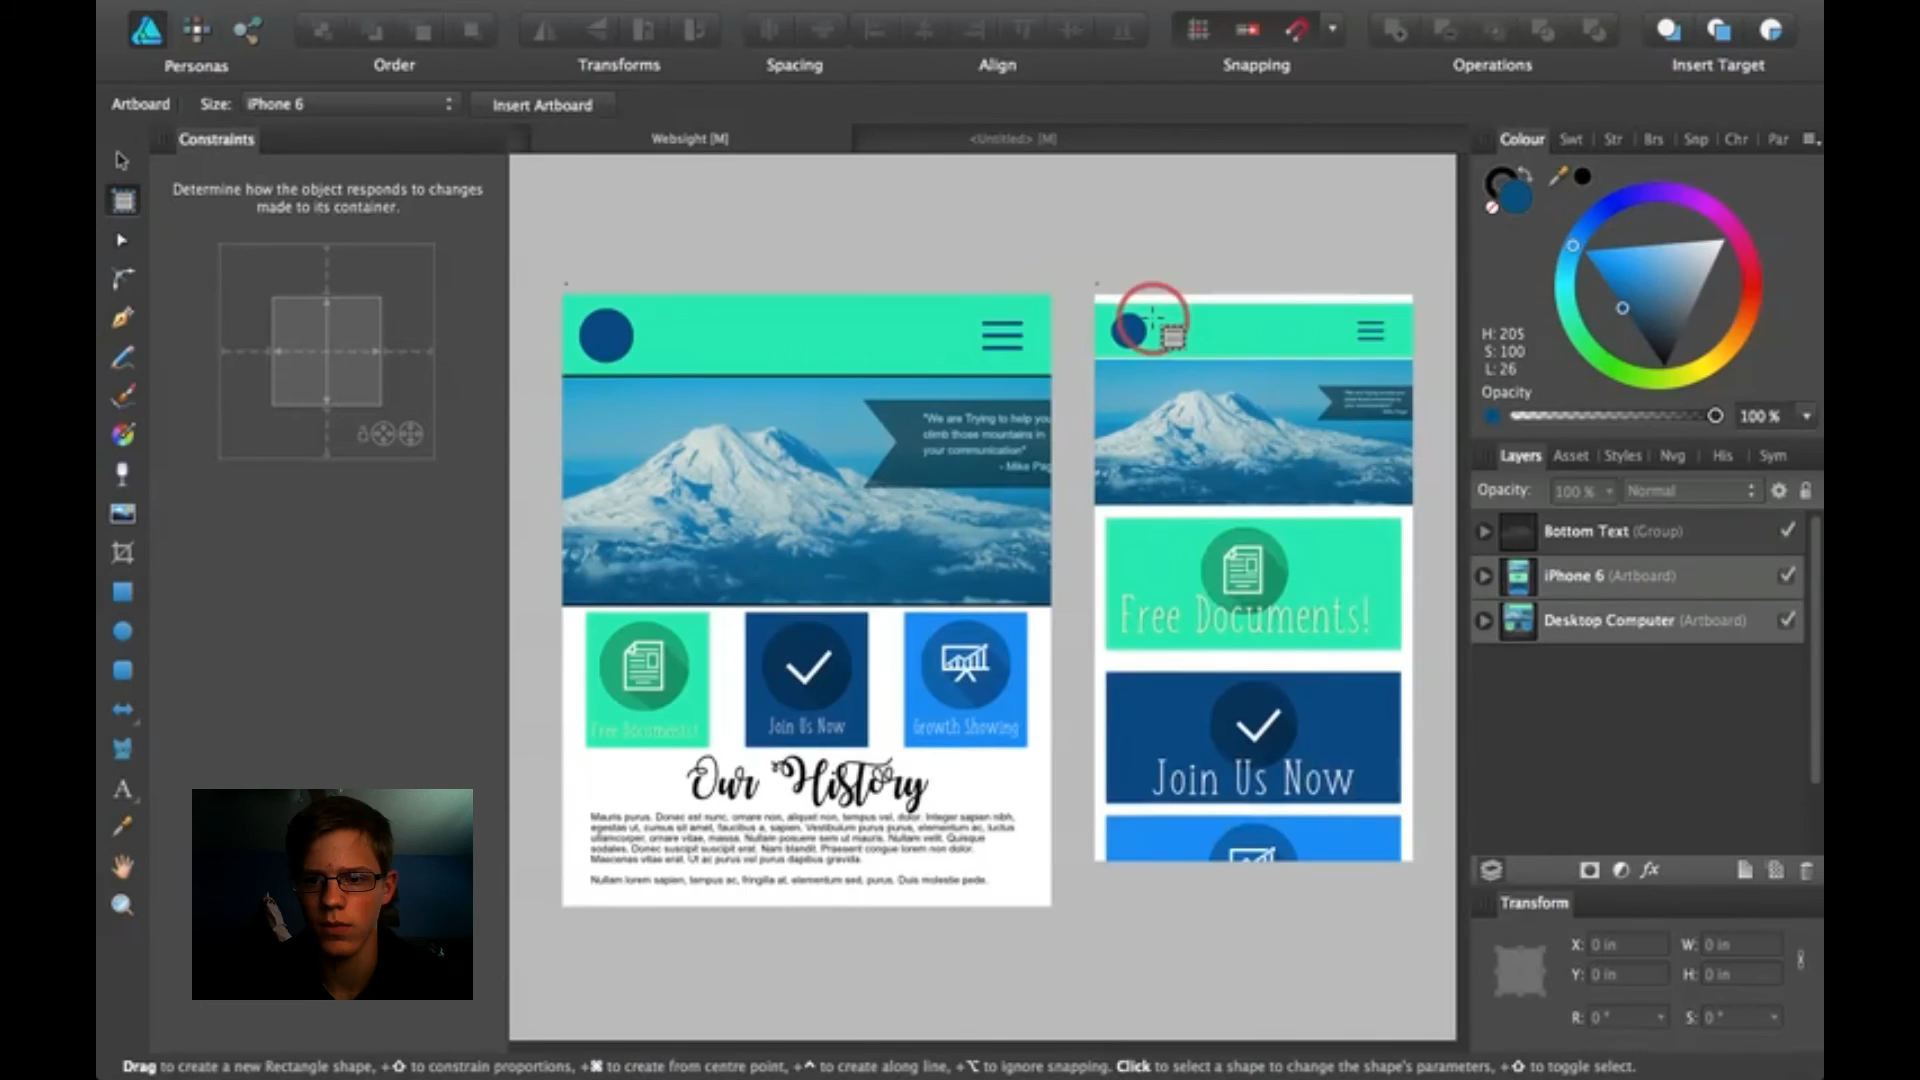 Personas
Order
Transforms
Spacing
Align
Snapping
Operations
Insert Target
Artboard
Size:
iPhone 6
Insert Artboard
Constraints
Websight [M]
<Untitled> [M]
Colour
Swt
Str
Brs
Snp
Chr
Par
Determine how the object responds to changes
made to its container.
H: 205
S: 100
L: 26
Opacity
100 %
"We are Trying to help you
climb those mountains in
your communication"
- Mike Pag
Layers
Asset
Styles
Nvg
His
Sym
Opacity:
100 %
Normal
Bottom Text (Group)
iPhone 6 (Artboard)
Desktop Computer (Artboard)
Free Documents!
Join Us Now
Growth Showing
Free Documents!
Join Us Now
Our History
Mauris purus. Donec est nunc, ornare non, aliquet non, tempus vel, dolor. Integer sapien nibh,
egestas ut, cursus sit amet, faucibus a, sapien. Vestibulum purus purus, elementum ac, luctus
ullamcorper, ornare vitae, massa. Nullam posuere sem ut mauris. Nullam velit. Quisque
sodales. Donec suscipit suscipit erat. Nam blandit. Praesent congue lorem non dolor.
Maecenas vitae erat. Ut ac purus vel purus dapibus gravida.
Nullam lorem sapien, tempus ac, fringilla at, elementum sed, purus. Duis molestie pede.
Transform
X: 0 in
W: 0 in
Y: 0 in
H: 0 in
R: 0 °
S: 0 °
Drag to create a new Rectangle shape, +⇧ to constrain proportions, +⌘ to create from centre point, +^ to create along line, +⌥ to ignore snapping. Click to select a shape to change the shape's parameters, +⇧ to toggle select.